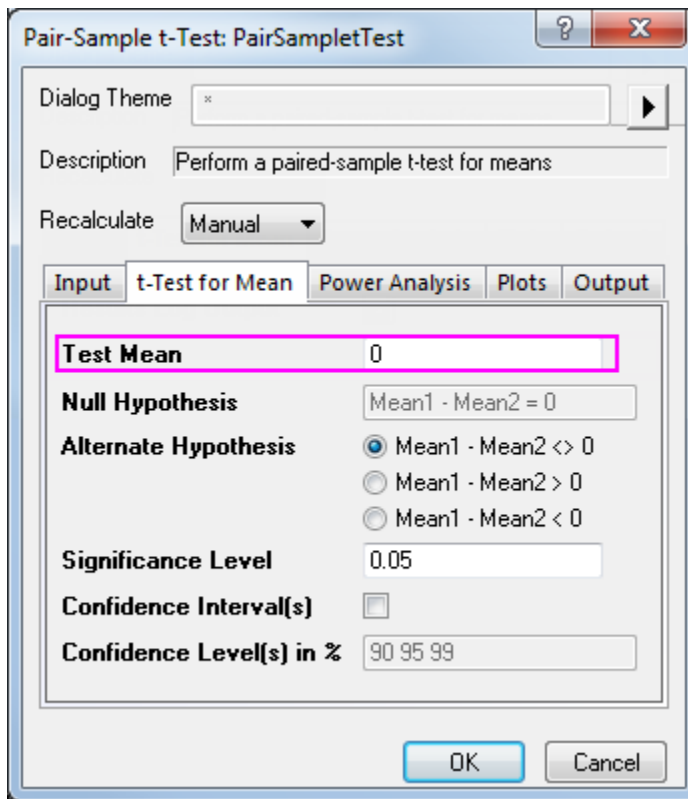 Pair-Sample t-Test: PairSampletTest
Dialog Theme *
Description Perform a paired-sample t-test for means
Recalculate Manual
Input t-Test for Mean Power Analysis Plots Output
Test Mean 0
Null Hypothesis Mean1 - Mean2 = 0
Alternate Hypothesis Mean1 - Mean2 <> 0
Mean1 - Mean2 > 0
Mean1 - Mean2 < 0
Significance Level 0.05
Confidence Interval(s)
Confidence Level(s) in % 90 95 99
OK Cancel